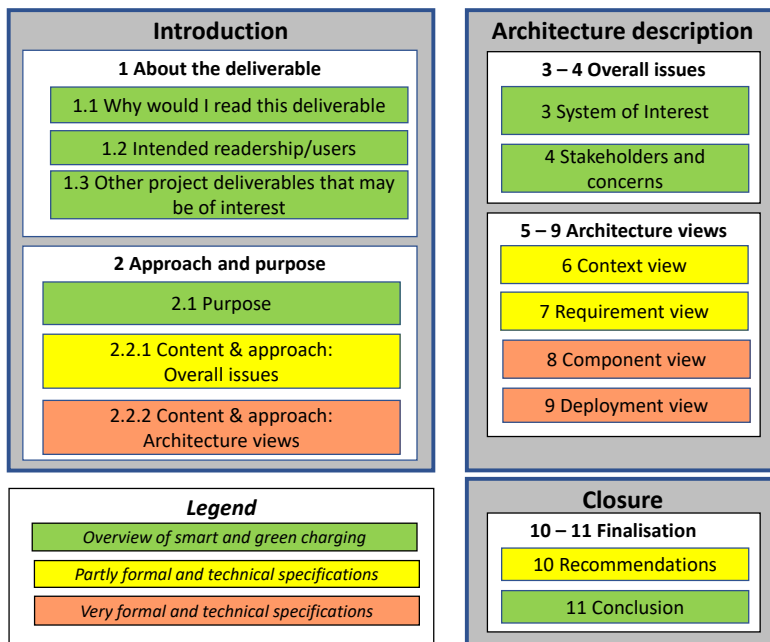 Introduction
1 About the deliverable
1.1 Why would I read this deliverable
1.2 Intended readership/users
1.3 Other project deliverables that may
be of interest
2 Approach and purpose
2.1 Purpose
2.2.1 Content & approach:
Overall issues
2.2.2 Content & approach:
Architecture views
Legend
Overview of smart and green charging
Partly formal and technical specifications
Very formal and technical specifications
Architecture description
3 – 4 Overall issues
3 System of Interest
4 Stakeholders and
concerns
5 – 9 Architecture views
6 Context view
7 Requirement view
8 Component view
9 Deployment view
Closure
10 – 11 Finalisation
10 Recommendations
11 Conclusion